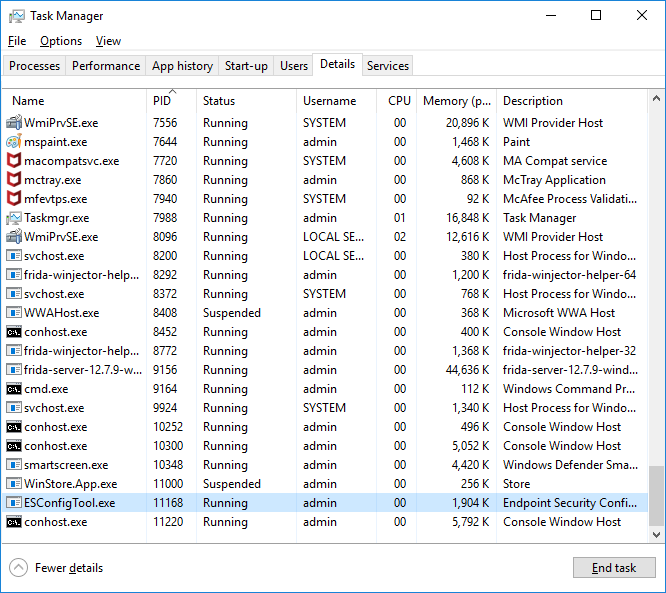 Task Manager
File Options View
Processes Performance App history Start-up Users Details Services
Name PID Status Username CPU Memory (p... Description
WmiPrvSE.exe 7556 Running SYSTEM 00 20,896 K WMI Provider Host
mspaint.exe 7644 Running admin 00 1,468 K Paint
macompatsvc.exe 7720 Running SYSTEM 00 4,608 K MA Compat service
mctray.exe 7860 Running admin 00 868 K McTray Application
mfevtps.exe 7940 Running SYSTEM 00 92 K McAfee Process Validati...
Taskmgr.exe 7988 Running admin 01 16,848 K Task Manager
WmiPrvSE.exe 8096 Running LOCAL SE... 02 12,616 K WMI Provider Host
svchost.exe 8200 Running LOCAL SE... 00 380 K Host Process for Windo...
frida-winjector-help... 8292 Running admin 00 1,200 K frida-winjector-helper-64
svchost.exe 8372 Running SYSTEM 00 768 K Host Process for Windo...
WWAHost.exe 8408 Suspended admin 00 368 K Microsoft WWA Host
conhost.exe 8452 Running admin 00 400 K Console Window Host
frida-winjector-help... 8772 Running admin 00 1,368 K frida-winjector-helper-32
frida-server-12.7.9-w... 9156 Running admin 00 44,636 K frida-server-12.7.9-wind...
cmd.exe 9164 Running admin 00 112 K Windows Command Pr...
svchost.exe 9924 Running SYSTEM 00 1,340 K Host Process for Windo...
conhost.exe 10252 Running admin 00 496 K Console Window Host
conhost.exe 10300 Running admin 00 5,052 K Console Window Host
smartscreen.exe 10348 Running admin 00 4,420 K Windows Defender Sma...
WinStore.App.exe 11000 Suspended admin 00 256 K Store
ESConfigTool.exe 11168 Running admin 00 1,904 K Endpoint Security Confi...
conhost.exe 11220 Running admin 00 5,792 K Console Window Host
Fewer details End task